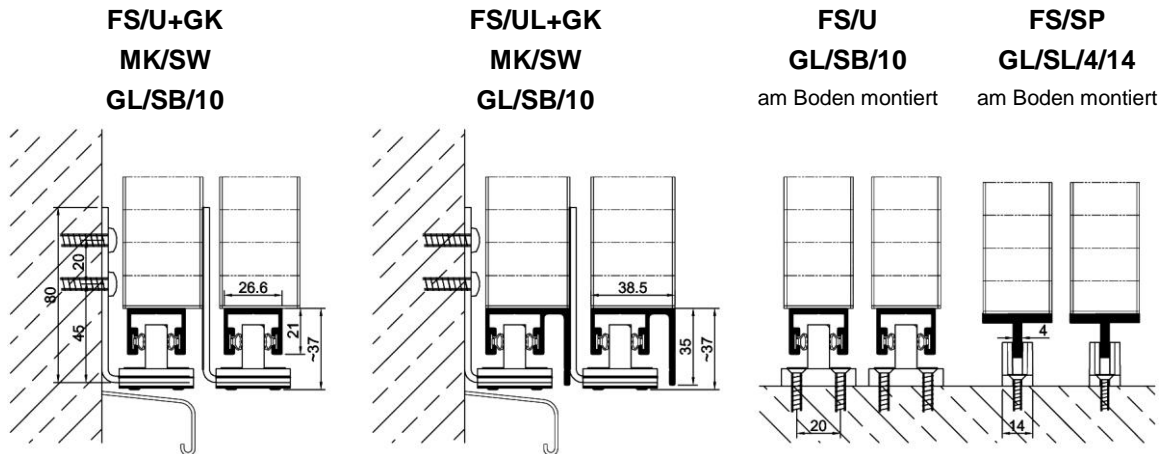 FS/U+GK
MK/SW
GL/SB/10
FS/UL+GK
MK/SW
GL/SB/10
FS/U
GL/SB/10
am Boden montiert
FS/SP
GL/SL/4/14
am Boden montiert
80
20
45
26.6
21
~37
38.5
35
~37
20
4
14